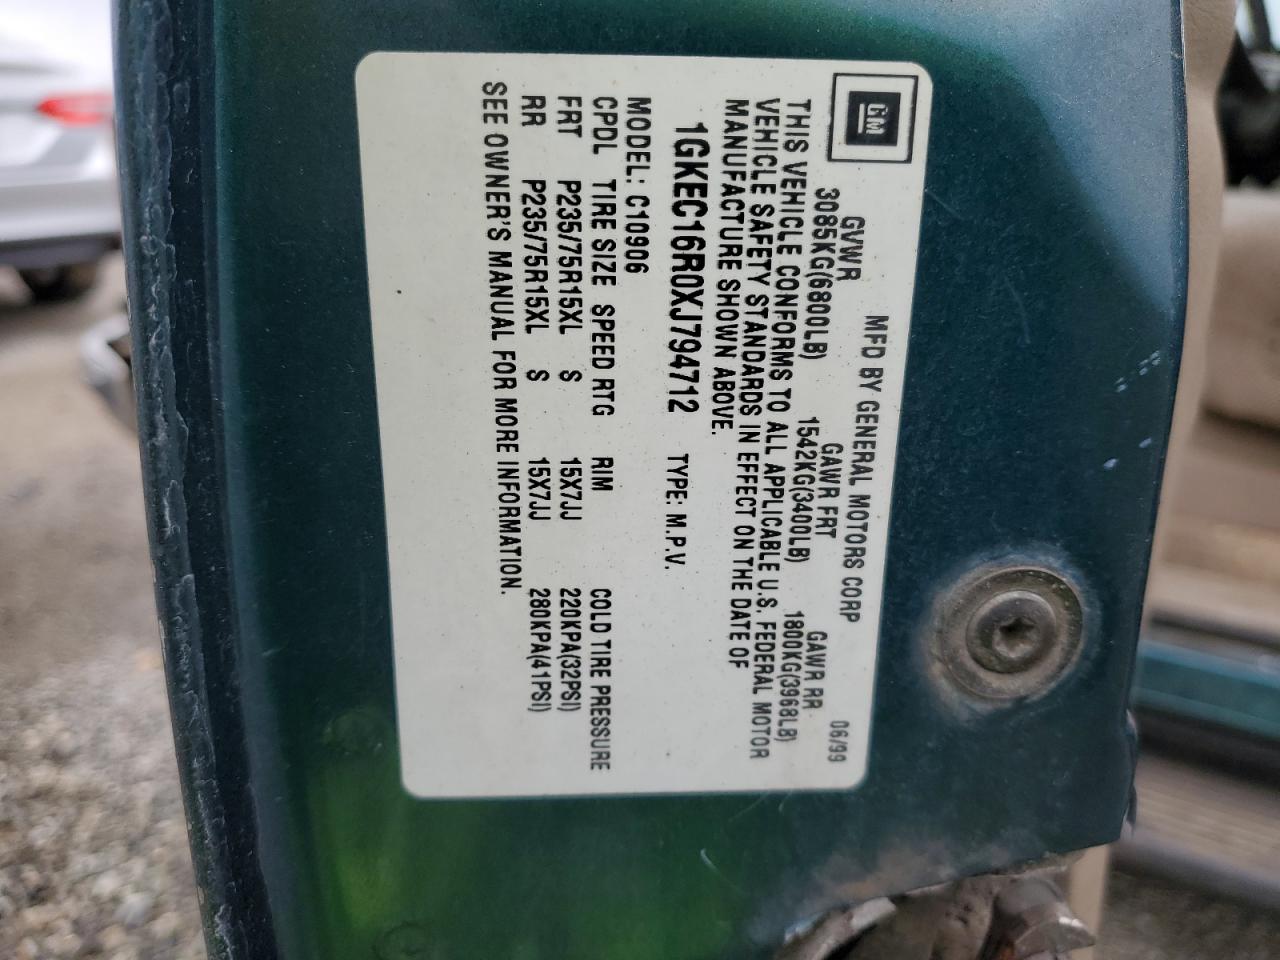 GM
MFD BY GENERAL MOTORS CORP 06/99
GVWR GAWR FRT GAWR RR
3085KG(6800LB) 1542KG(3400LB) 1800KG(3968LB)
THIS VEHICLE CONFORMS TO ALL APPLICABLE U.S. FEDERAL MOTOR
VEHICLE SAFETY STANDARDS IN EFFECT ON THE DATE OF
MANUFACTURE SHOWN ABOVE.
1GKEC16R0XJ794712 TYPE: M.P.V.
MODEL: C10906
CPDL TIRE SIZE SPEED RTG RIM COLD TIRE PRESSURE
FRT P235/75R15XL S 15X7JJ 220KPA(32PSI)
RR P235/75R15XL S 15X7JJ 280KPA(41PSI)
SEE OWNER'S MANUAL FOR MORE INFORMATION.